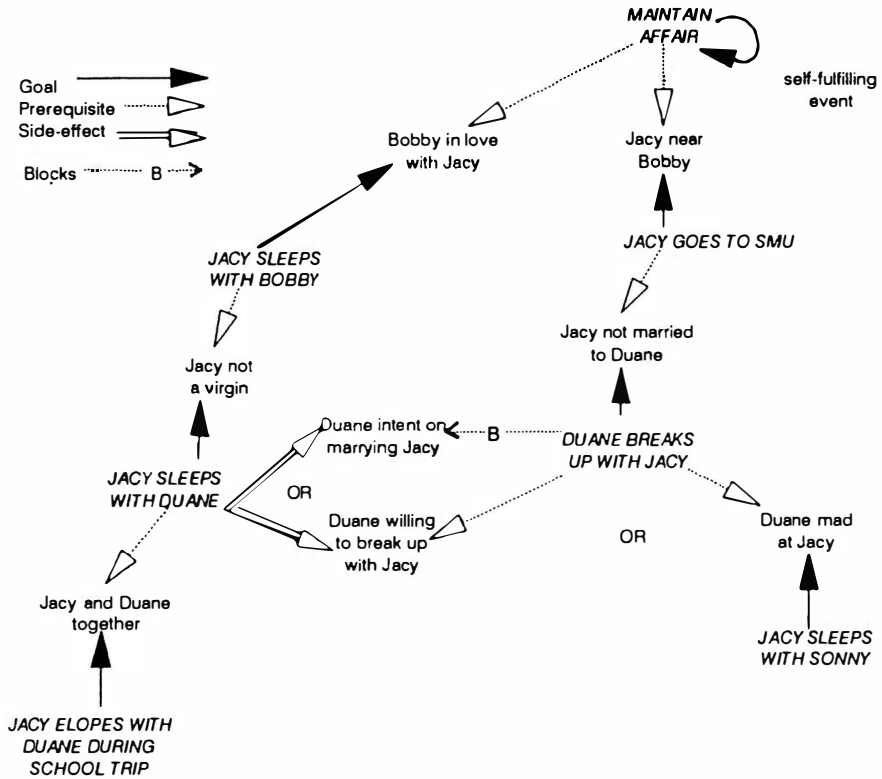 MAINTAIN
AFFAIR
self-fulfilling
event
Goal
Prerequisite
Side-effect
Blocks B
Bobby in love
with Jacy
Jacy near
Bobby
JACY SLEEPS
WITH BOBBY
JACY GOES TO SMU
Jacy not
a virgin
Jacy not married
to Duane
JACY SLEEPS
WITH DUANE
Duane intent on
marrying Jacy
B
DUANE BREAKS
UP WITH JACY
OR
Duane willing
to break up
with Jacy
OR
Duane mad
at Jacy
Jacy and Duane
together
JACY SLEEPS
WITH SONNY
JACY ELOPES WITH
DUANE DURING
SCHOOL TRIP